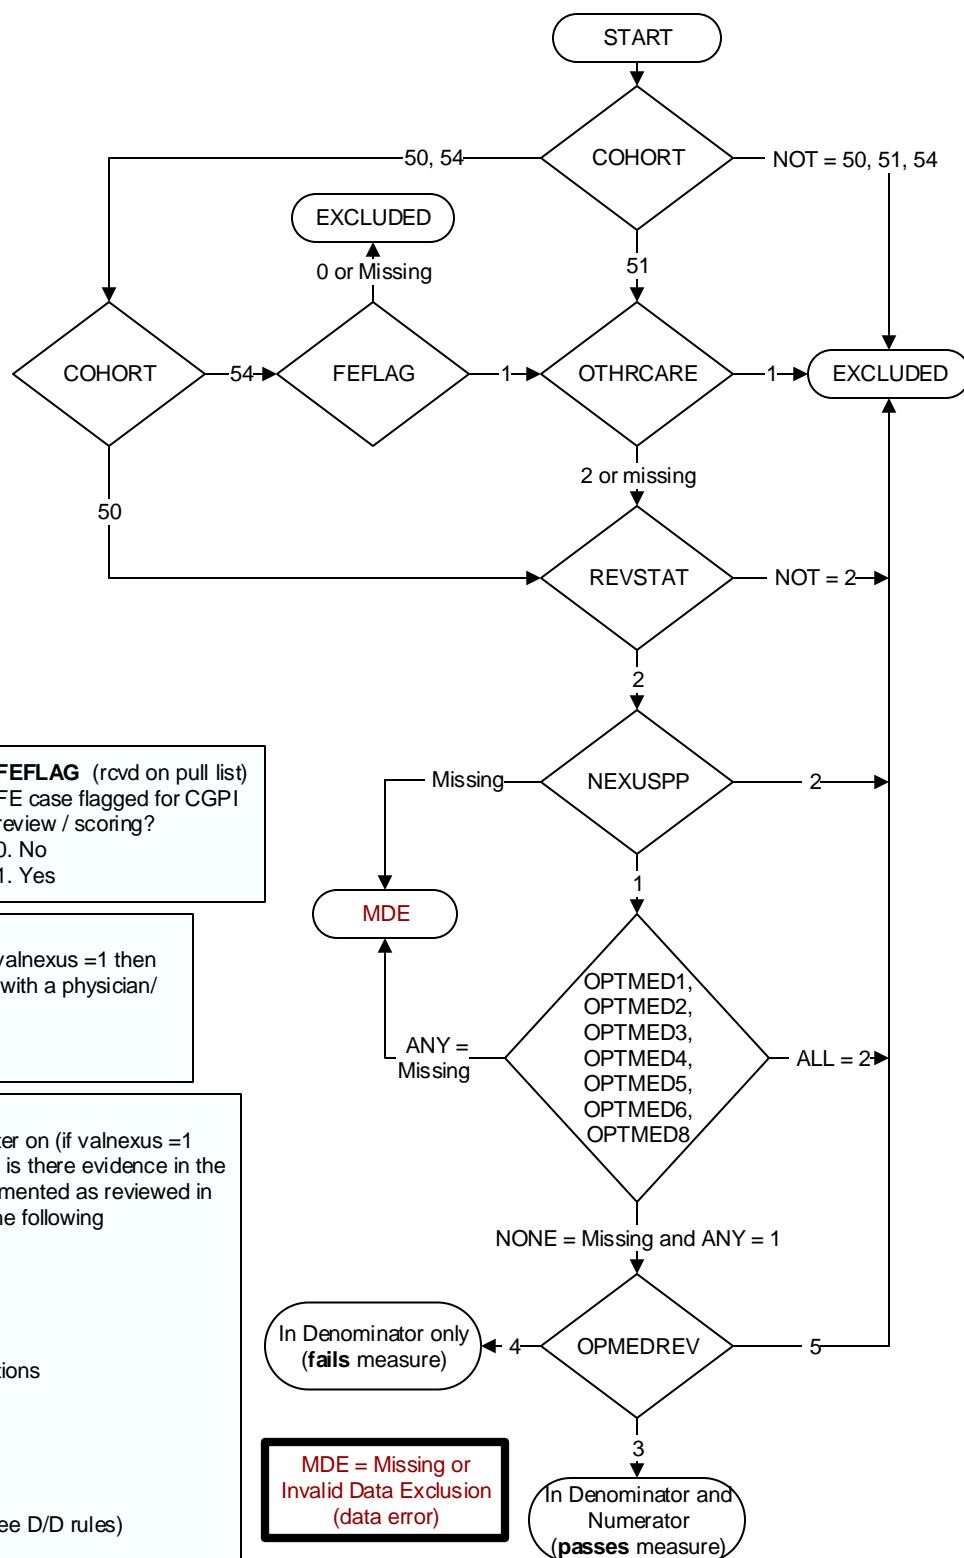 START
COHORT
50, 54
NOT = 50, 51, 54
EXCLUDED
0 or Missing
51
COHORT
54
FEFLAG
1
OTHRCARE
1
EXCLUDED
2 or missing
50
REVSTAT
NOT = 2
2
FEFLAG (rcvd on pull list)
FE case flagged for CGPI
review / scoring?
0. No
1. Yes
Missing
NEXUSPP
2
1
MDE
valnexus =1 then
with a physician/
OPTMED1,
OPTMED2,
OPTMED3,
OPTMED4,
OPTMED5,
OPTMED6,
OPTMED8
ANY =
Missing
ALL = 2
ter on (if valnexus =1
is there evidence in the
mented as reviewed in
he following
tions
ee D/D rules)
NONE = Missing and ANY = 1
In Denominator only
(fails measure)
4
OPMEDREV
5
3
MDE = Missing or
Invalid Data Exclusion
(data error)
In Denominator and
Numerator
(passes measure)